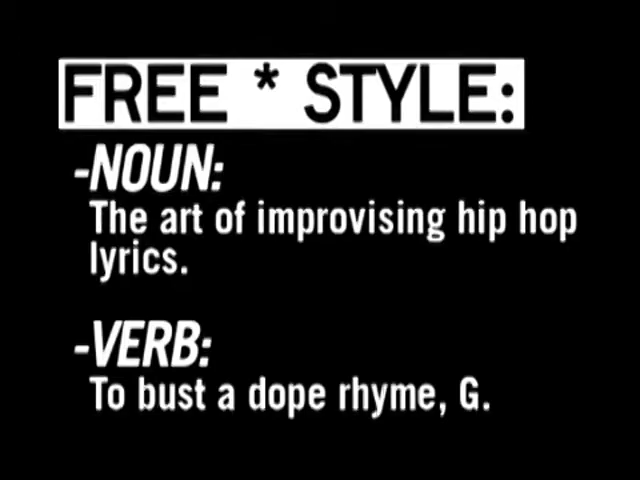 FREE * STYLE:
-NOUN:
The art of improvising hip hop
lyrics.
-VERB:
To bust a dope rhyme, G.